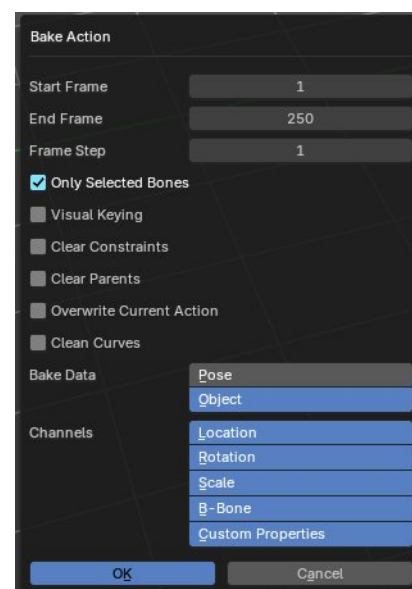 Bake Action
Start Frame 1
End Frame 250
Frame Step 1
Only Selected Bones
Visual Keying
Clear Constraints
Clear Parents
Overwrite Current Action
Clean Curves
Bake Data Pose
Object
Channels Location
Rotation
Scale
B-Bone
Custom Properties
OK Cancel